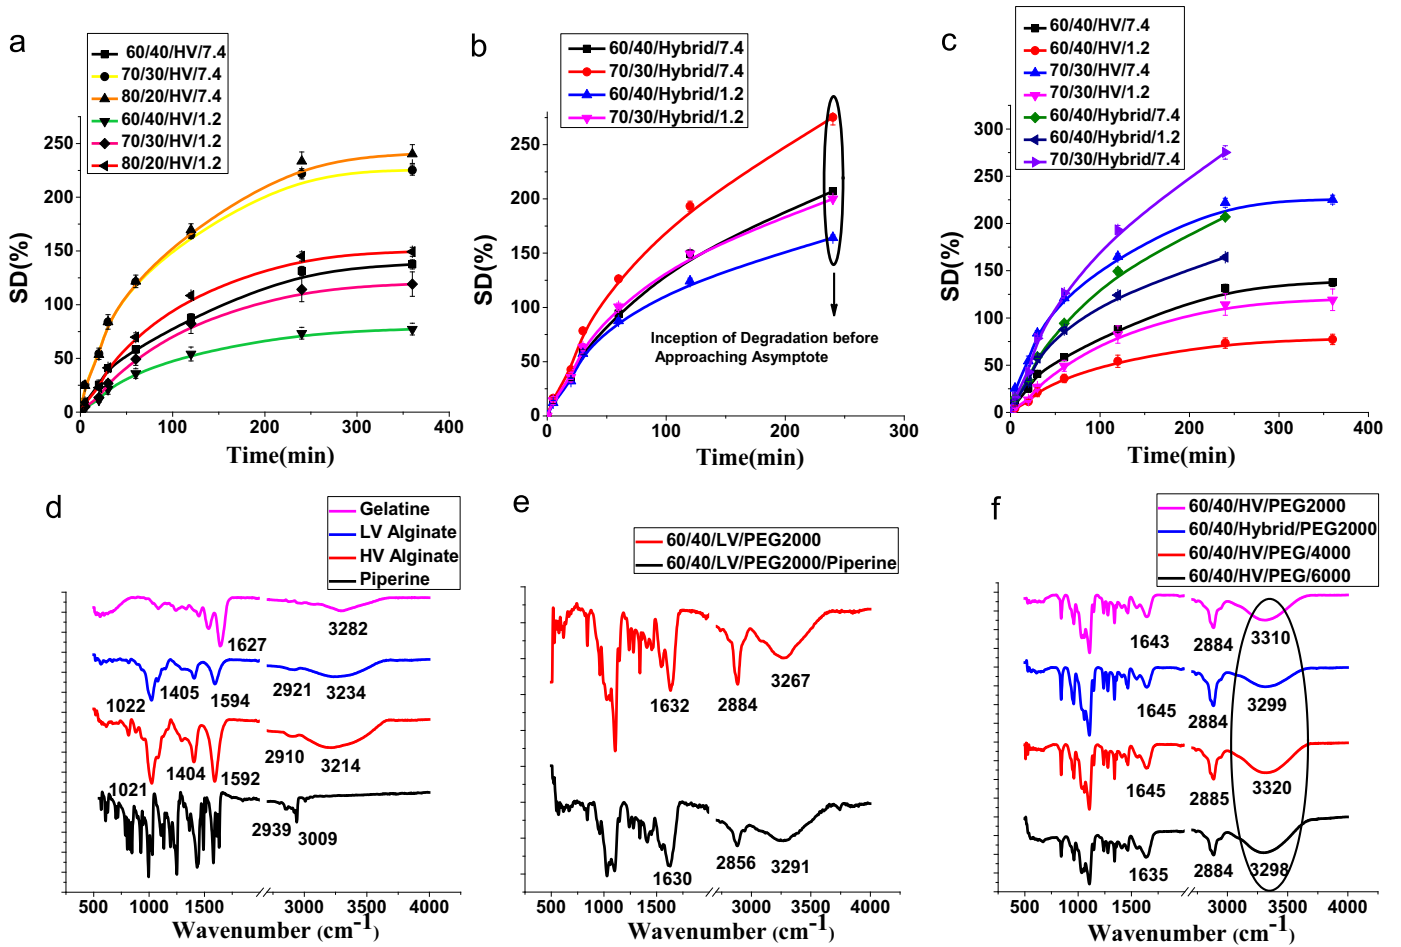 a
60/40/HV/7.4
70/30/HV/7.4
80/20/HV/7.4
60/40/HV/1.2
70/30/HV/1.2
80/20/HV/1.2
SD(%)
250
200
150
100
50
0
0 100 200 300 400
Time(min)
b
60/40/Hybrid/7.4
70/30/Hybrid/7.4
60/40/Hybrid/1.2
70/30/Hybrid/1.2
SD(%)
250
200
150
100
50
0
Inception of Degradation before
Approaching Asymptote
0 100 200 300
Time(min)
c
60/40/HV/7.4
60/40/HV/1.2
70/30/HV/7.4
70/30/HV/1.2
60/40/Hybrid/7.4
60/40/Hybrid/1.2
70/30/Hybrid/7.4
SD(%)
300
250
200
150
100
50
0
0 100 200 300 400
Time(min)
d
Gelatine
LV Alginate
HV Alginate
Piperine
1627
3282
1022
1405
1594
2921
3234
1021
1404
1592
2910
3214
2939
3009
500 1000 1500 3000 3500 4000
Wavenumber (cm-1)
e
60/40/LV/PEG2000
60/40/LV/PEG2000/Piperine
1632
2884
3267
1630
2856
3291
500 1000 1500 3000 3500 4000
Wavenumber (cm-1)
f
60/40/HV/PEG2000
60/40/Hybrid/PEG2000
60/40/HV/PEG/4000
60/40/HV/PEG/6000
1643
2884
3310
1645
2884
3299
1645
2885
3320
1635
2884
3298
500 1000 1500 3000 3500 4000
Wavenumber (cm-1)